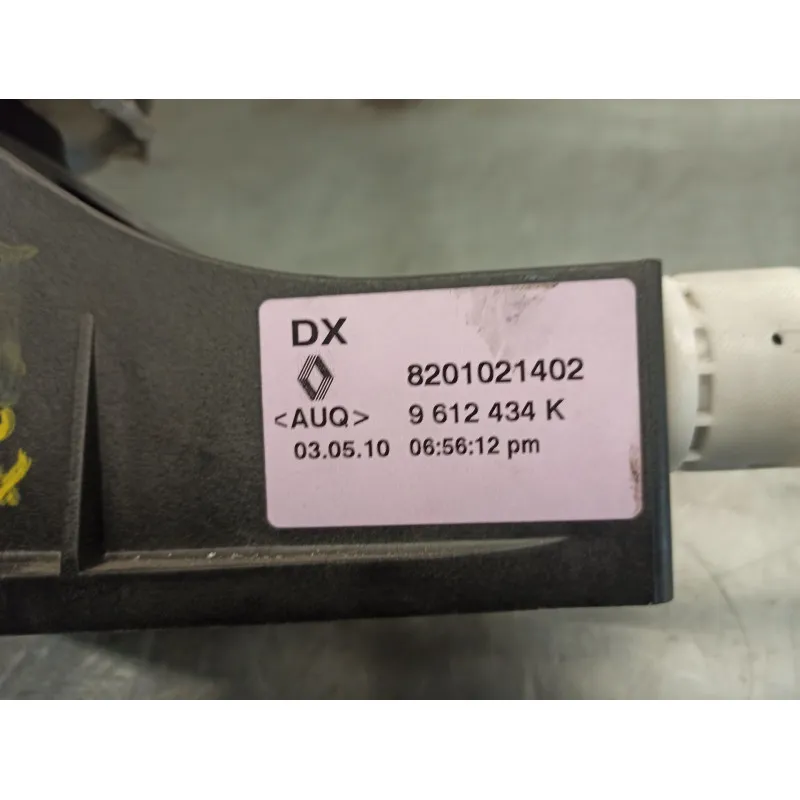 DX
8201021402
<AUQ> 9 612 434 K
03.05.10 06:56:12 pm